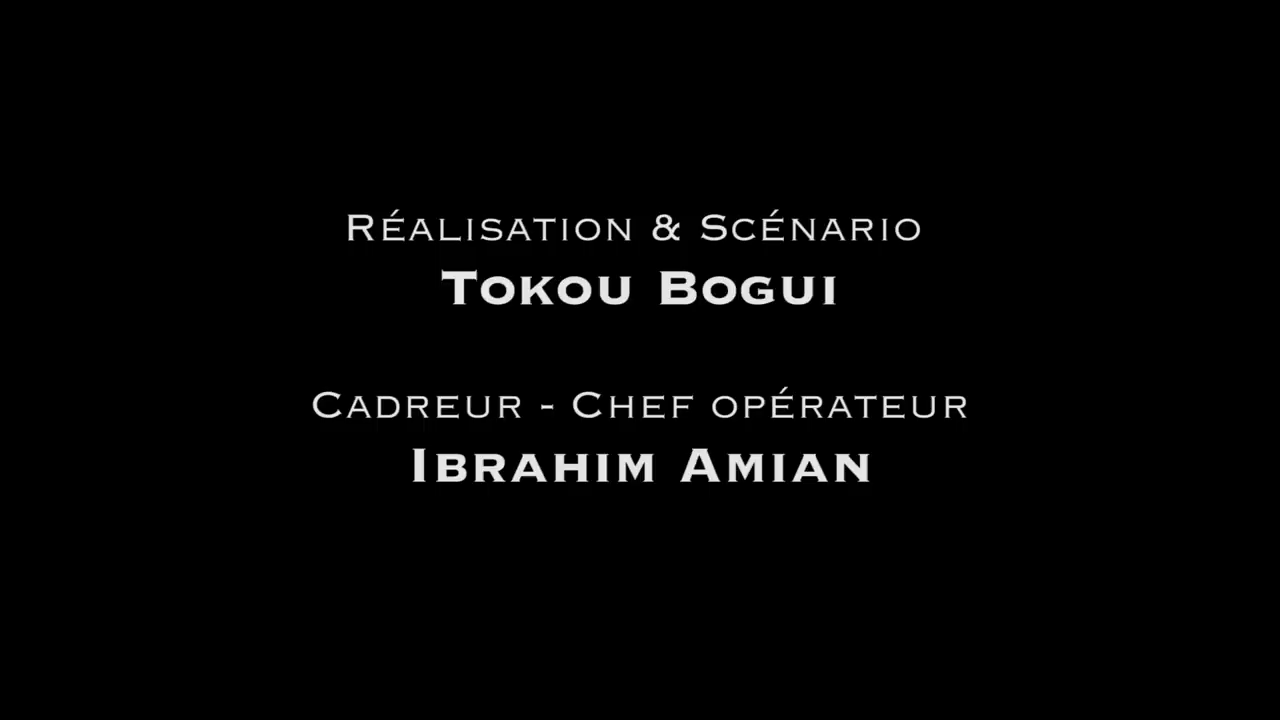 Réalisation & Scénario
Tokou Bogui
Cadreur - Chef opérateur
Ibrahim Amian